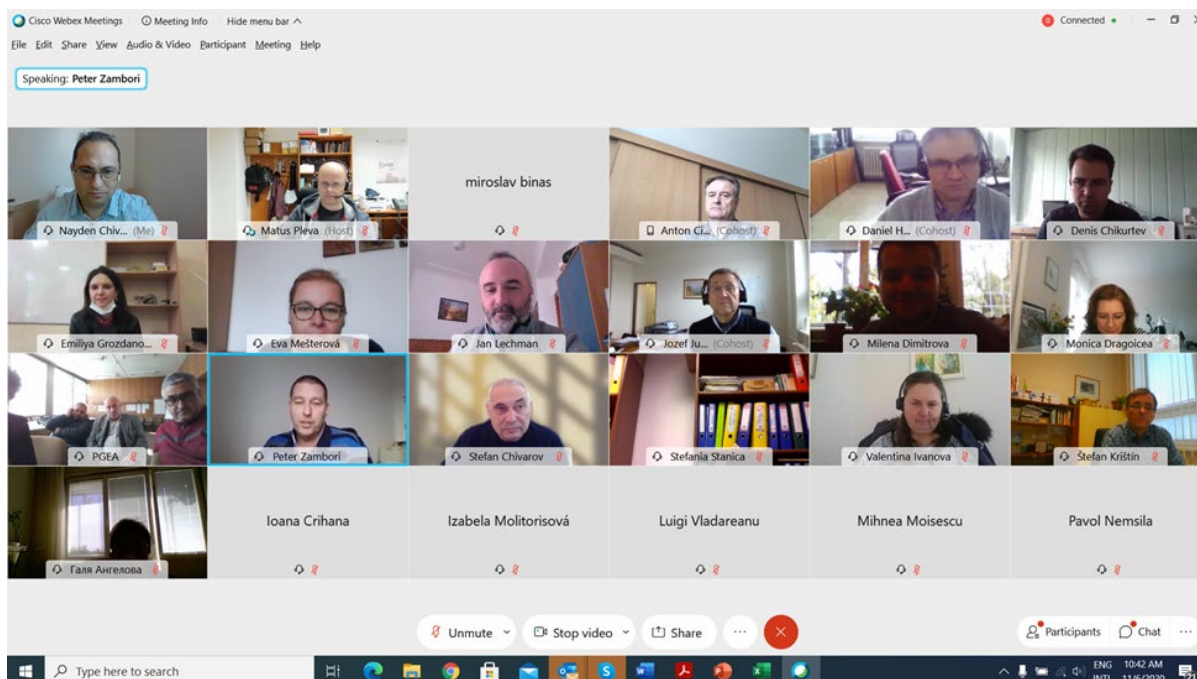 Cisco Webex Meetings Meeting Info Hide menu bar
Connected
File Edit Share View Audio & Video Participant Meeting Help
Speaking: Peter Zambori
miroslav binas
Nayden Chiv... (Me)
Matus Pleva (Host)
Anton Ci... (Cohost)
Daniel H... (Cohost)
Denis Chikurtev
Emiliya Grozdano...
Eva Mešterová
Jan Lechman
Jozef Ju... (Cohost)
Milena Dimitrova
Monica Dragoicea
PGEA
Peter Zambori
Stefan Chivarov
Stefania Stanica
Valentina Ivanova
Štefan Krištín
Галя Ангелова
Ioana Crihana
Izabela Molitorisová
Luigi Vladareanu
Mihnea Moisescu
Pavol Nemsila
Unmute
Stop video
Share
Participants
Chat
Type here to search
ENG 10:42 AM
INTL 11/6/2020